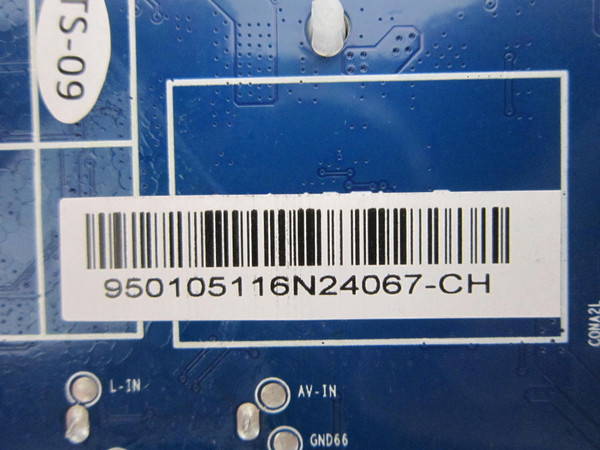 TS-09
950105116N24067-CH
CONA2L
L-IN
AV-IN
GND66